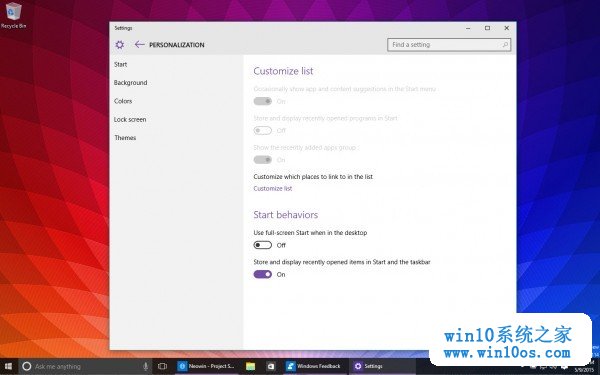 Recycle Bin
Settings
PERSONALIZATION
Find a setting
Start
Background
Colors
Lock screen
Themes
Customize list
Occasionally show app and content suggestions in the Start menu
On
Store and display recently opened programs in Start
Off
Show the recently added apps group
On
Customize which places to link to in the list
Customize list
Start behaviors
Use full-screen Start when in the desktop
Off
Store and display recently opened items in Start and the taskbar
On
win10系统之家
www.win10os.com
Ask me anything
Neowin - Project S...
Windows Feedback
Settings
5/9/2015